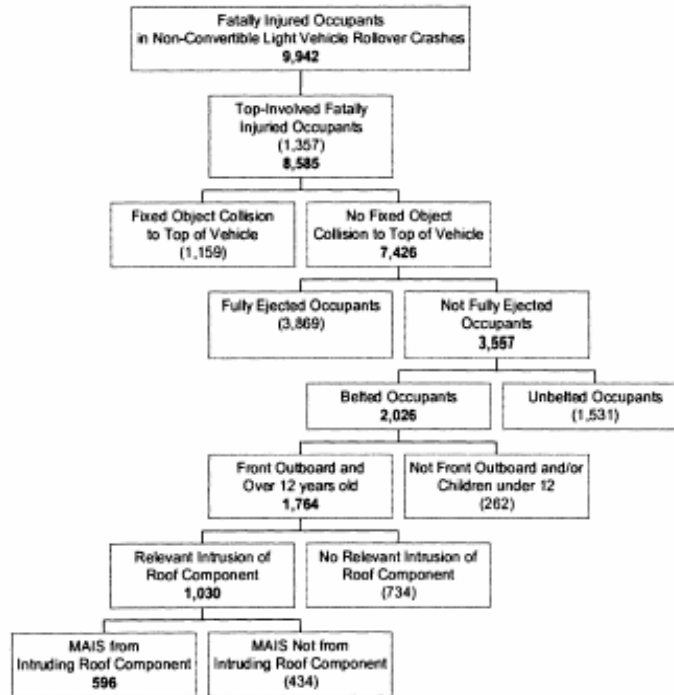 Fatally Injured Occupants
in Non-Convertible Light Vehicle Rollover Crashes
9,942
Top-Involved Fatally
Injured Occupants
(1,357)
8,585
Fixed Object Collision
to Top of Vehicle
(1,159)
No Fixed Object
Collision to Top of Vehicle
7,426
Fully Ejected Occupants
(3,869)
Not Fully Ejected
Occupants
3,557
Belted Occupants
2,026
Unbelted Occupants
(1,531)
Front Outboard and
Over 12 years old
1,764
Not Front Outboard and/or
Children under 12
(262)
Relevant Intrusion of
Roof Component
1,030
No Relevant Intrusion of
Roof Component
(734)
MAIS from
Intruding Roof Component
596
MAIS Not from
Intruding Roof Component
(434)